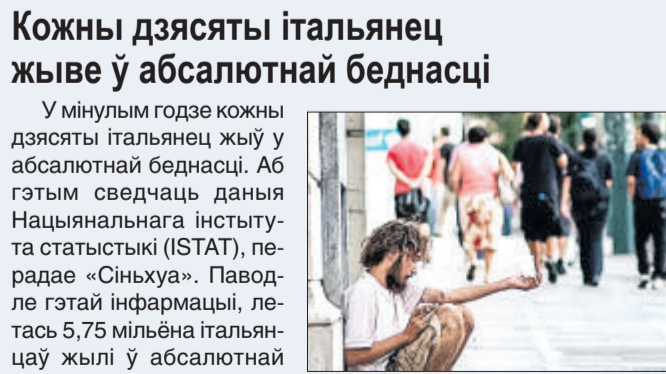 Кожны дзясяты італьянец
жыве ў абсалютнай беднасці
У мінулым годзе кожны
дзясяты італьянец жыў у
абсалютнай беднасці. Аб
гэтым сведчаць даныя
Нацыянальнага інстыту-
та статыстыкі (ISTAT), пе-
радае «Сіньхуа». Павод-
ле гэтай інфармацыі, ле-
тась 5,75 мільёна італьян-
цаў жылі ў абсалютнай